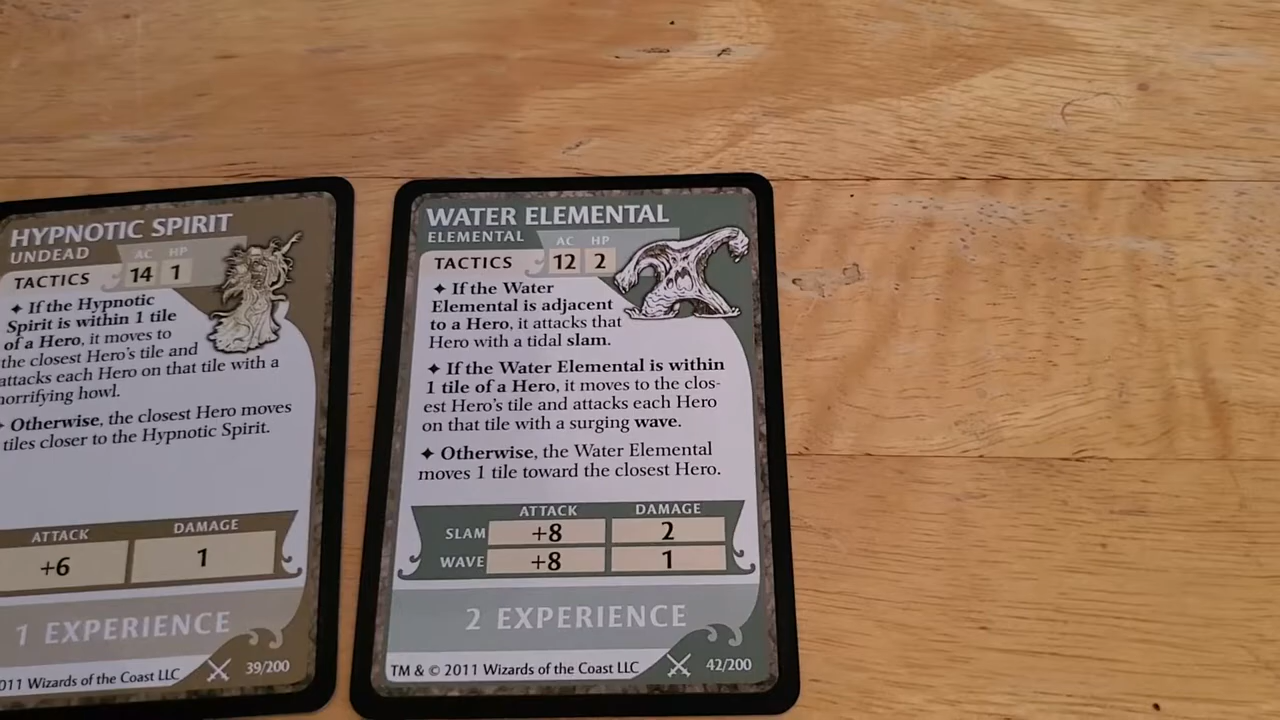 HYPNOTIC SPIRIT
UNDEAD
AC HP
TACTICS 14 1
✦ If the Hypnotic
Spirit is within 1 tile
of a Hero, it moves to
the closest Hero's tile and
attacks each Hero on that tile with a
horrifying howl.
Otherwise, the closest Hero moves
tiles closer to the Hypnotic Spirit.
ATTACK DAMAGE
+6 1
1 EXPERIENCE
2011 Wizards of the Coast LLC 39/200
WATER ELEMENTAL
ELEMENTAL
AC HP
TACTICS 12 2
✦ If the Water
Elemental is adjacent
to a Hero, it attacks that
Hero with a tidal slam.
✦ If the Water Elemental is within
1 tile of a Hero, it moves to the clos-
est Hero's tile and attacks each Hero
on that tile with a surging wave.
✦ Otherwise, the Water Elemental
moves 1 tile toward the closest Hero.
ATTACK DAMAGE
SLAM +8 2
WAVE +8 1
2 EXPERIENCE
TM & © 2011 Wizards of the Coast LLC 42/200